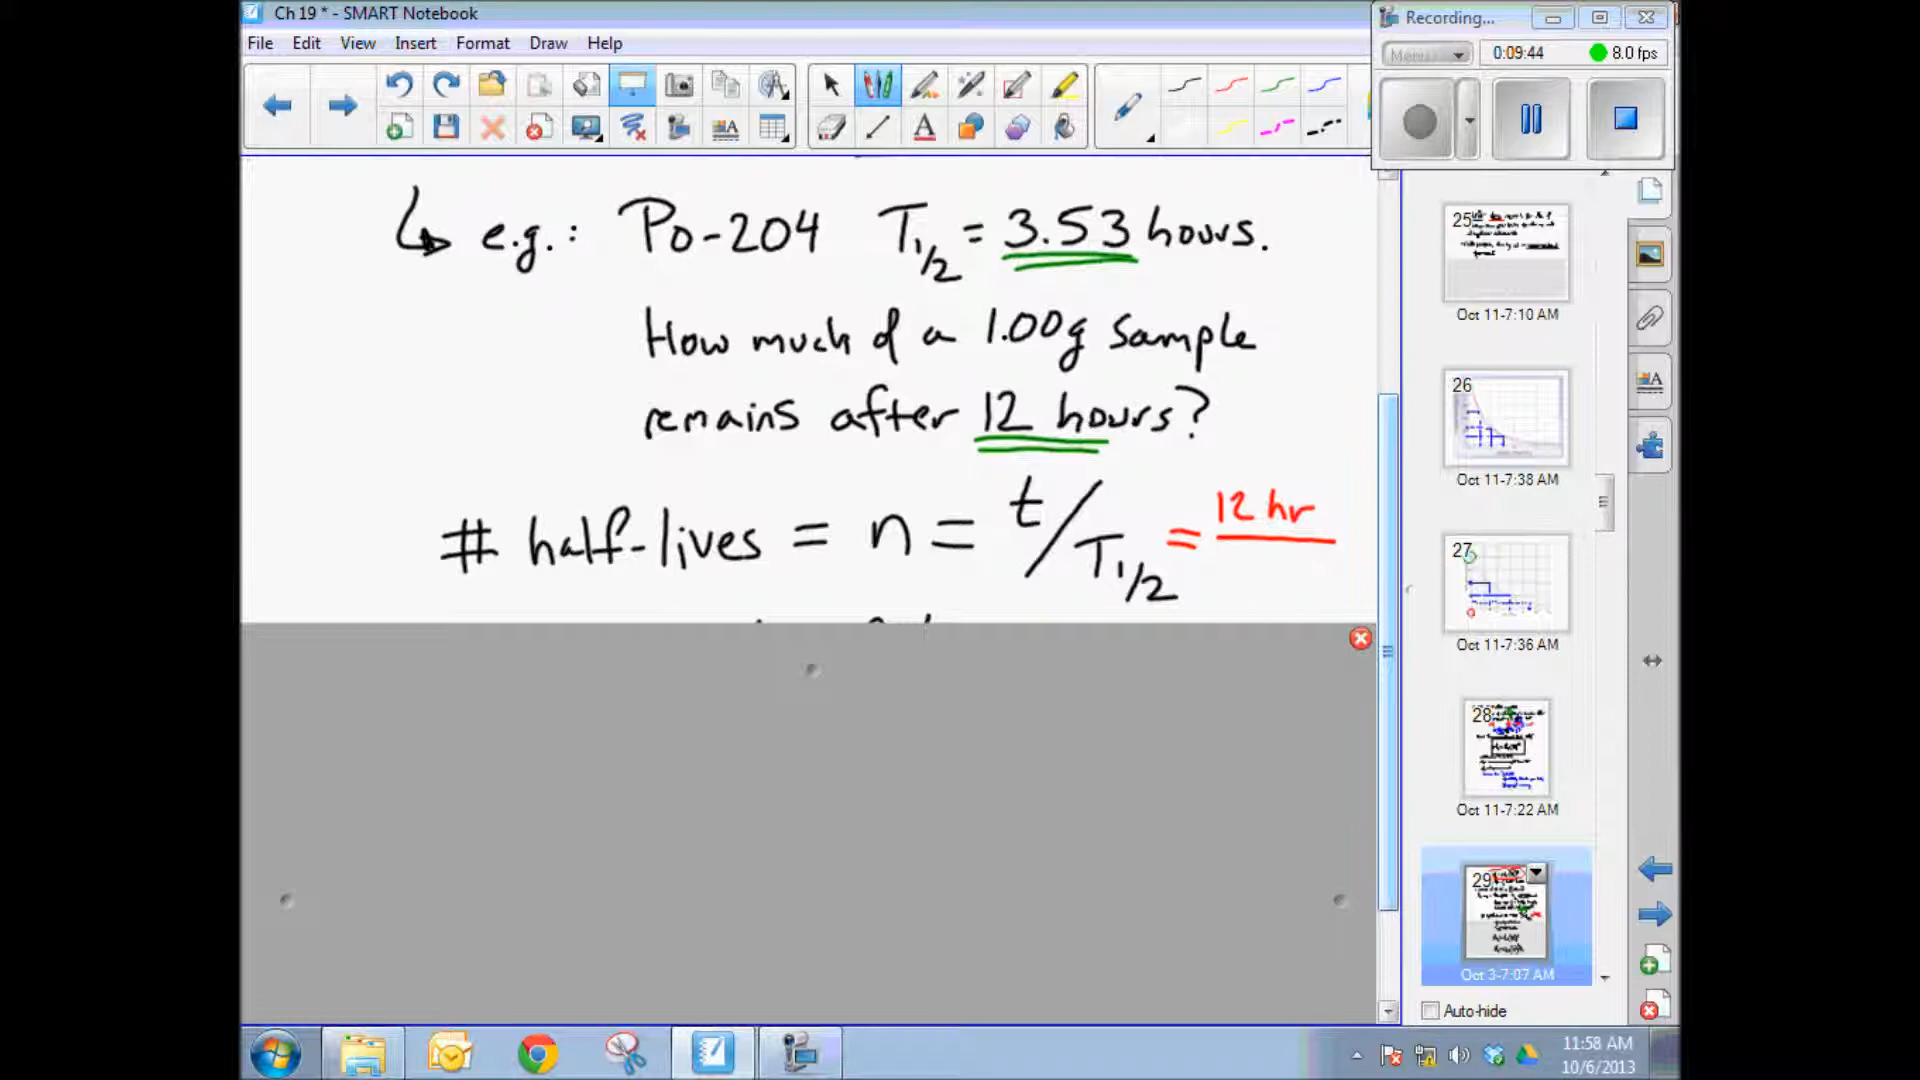 Ch 19 * - SMART Notebook
File Edit View Insert Format Draw Help
Recording...
Menu
0:09:44 8.0 fps
e.g.: Po-204 T1/2 = 3.53 hours.
How much of a 1.00g sample
remains after 12 hours?
# half-lives = n = t/T1/2 = 12 hr
25
Oct 11-7:10 AM
26
Oct 11-7:38 AM
27
Oct 11-7:36 AM
28
Oct 11-7:22 AM
29
Oct 3-7:07 AM
Auto-hide
11:58 AM
10/6/2013